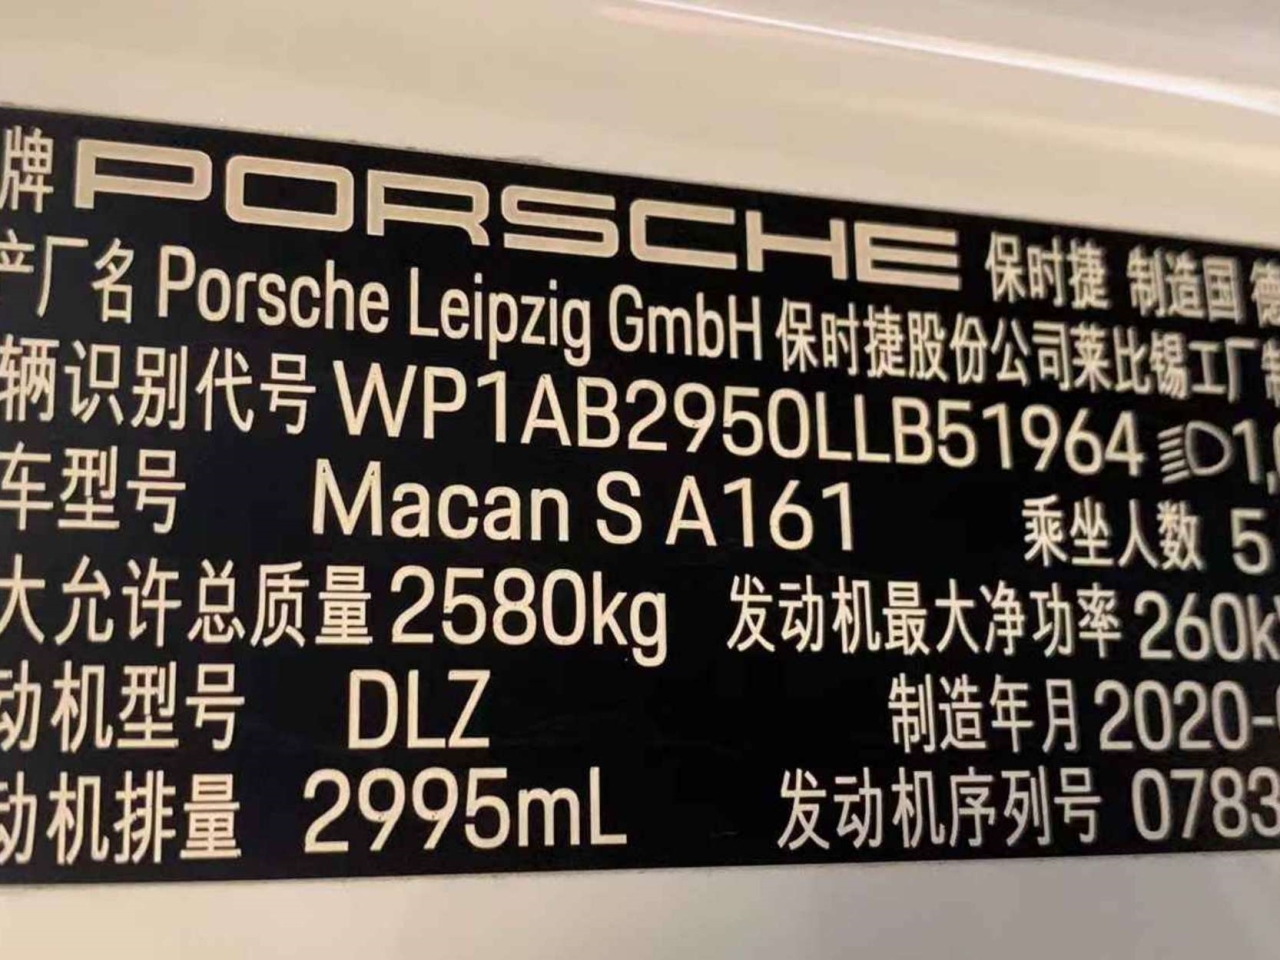 牌 PORSCHE 保时捷 制造国 德
产厂名 Porsche Leipzig GmbH 保时捷股份公司莱比锡工厂制
辆识别代号 WP1AB2950LLB51964 1,
车型号 Macan S A161 乘坐人数 5
大允许总质量 2580kg 发动机最大净功率 260k
动机型号 DLZ 制造年月 2020-
动机排量 2995mL 发动机序列号 0783